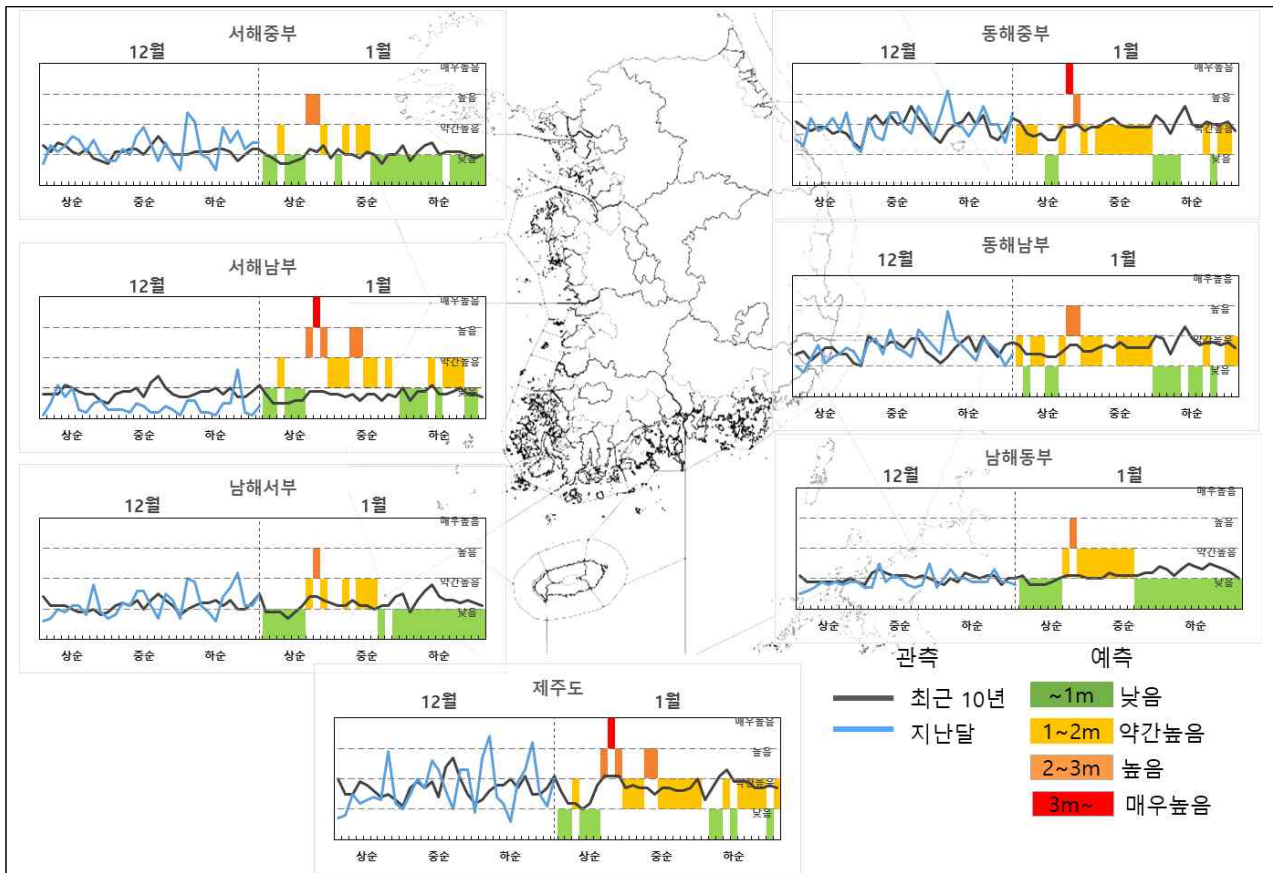 서해중부
12월 1월
매우높음
높음
약간높음
낮음
상순 중순 하순 상순 중순 하순
동해중부
12월 1월
매우높음
높음
약간높음
낮음
상순 중순 하순 상순 중순 하순
서해남부
12월 1월
매우높음
높음
약간높음
낮음
상순 중순 하순 상순 중순 하순
동해남부
12월 1월
매우높음
높음
약간높음
낮음
상순 중순 하순 상순 중순 하순
남해서부
12월 1월
매우높음
높음
약간높음
낮음
상순 중순 하순 상순 중순 하순
남해동부
12월 1월
매우높음
높음
약간높음
낮음
상순 중순 하순 상순 중순 하순
제주도
12월 1월
매우높음
높음
약간높음
낮음
상순 중순 하순 상순 중순 하순
관측 예측
최근 10년 ~1m 낮음
지난달 1~2m 약간높음
2~3m 높음
3m~ 매우높음